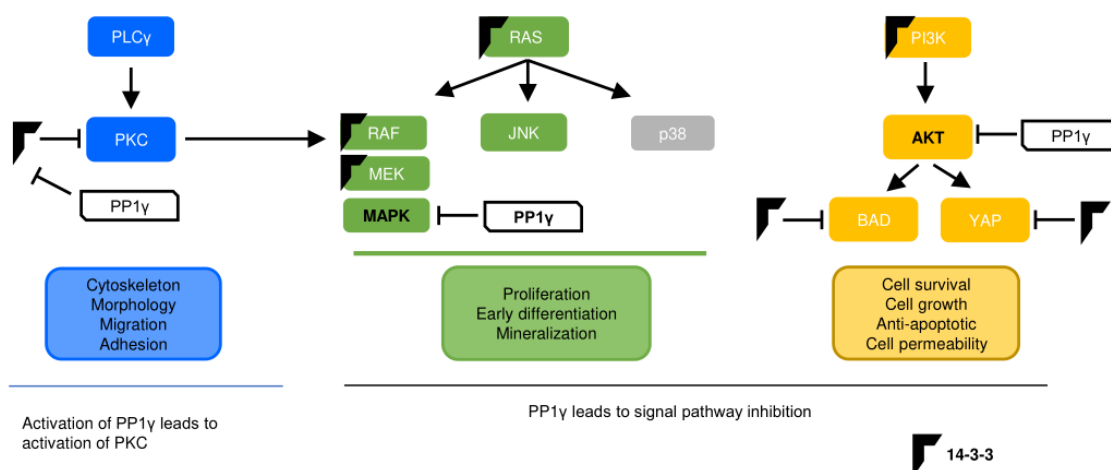 PLCγ
RAS
PI3K
PKC
RAF
JNK
p38
AKT
PP1γ
MEK
PP1γ
MAPK
PP1γ
BAD
YAP
Cytoskeleton
Morphology
Migration
Adhesion
Proliferation
Early differentiation
Mineralization
Cell survival
Cell growth
Anti-apoptotic
Cell permeability
Activation of PP1γ leads to
activation of PKC
PP1γ leads to signal pathway inhibition
14-3-3